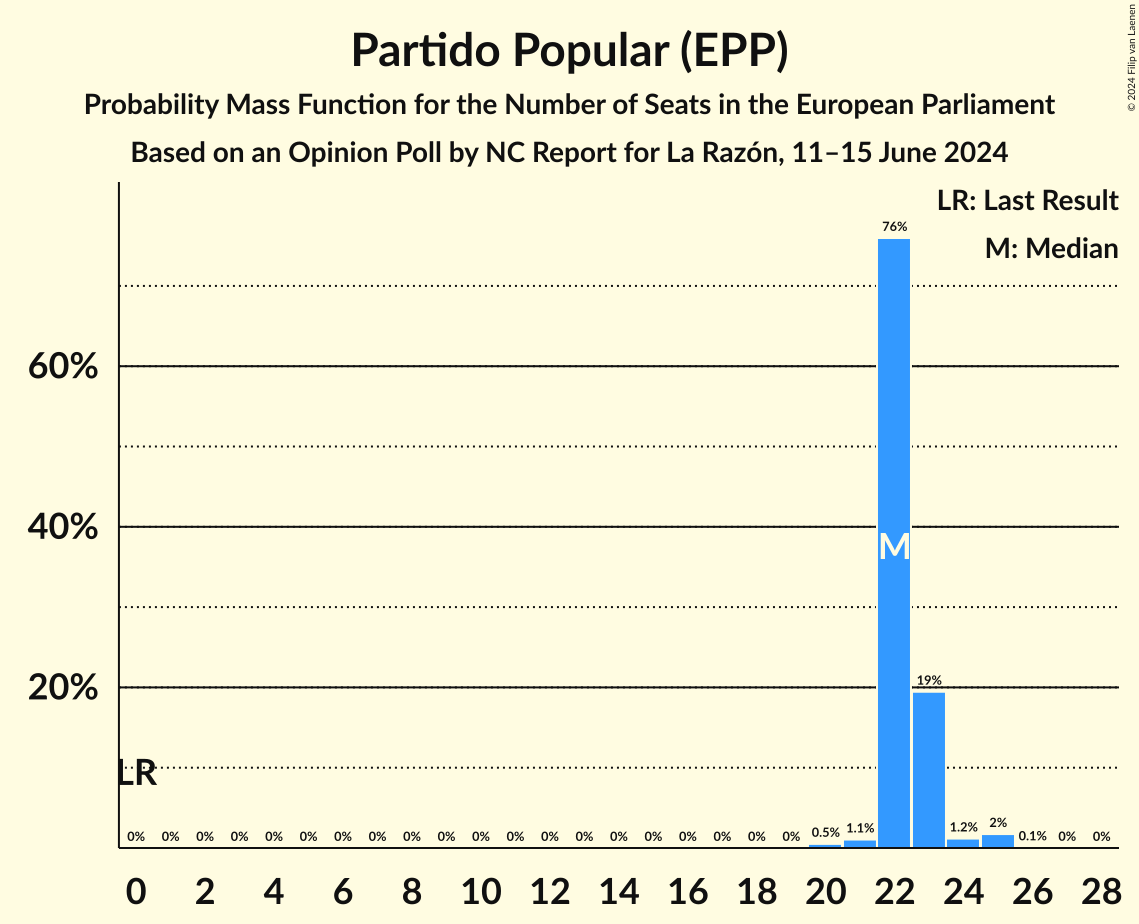 Partido Popular (EPP)
Probability Mass Function for the Number of Seats in the European Parliament
Based on an Opinion Poll by NC Report for La Razón, 11–15 June 2024
© 2024 Filip van Laenen
LR: Last Result
M: Median
76%
60%
40%
M
20%
19%
LR
0% 0% 0% 0% 0% 0% 0% 0% 0% 0% 0% 0% 0% 0% 0% 0% 0% 0% 0% 0% 0.5% 1.1% 1.2% 2% 0.1% 0% 0%
0 2 4 6 8 10 12 14 16 18 20 22 24 26 28